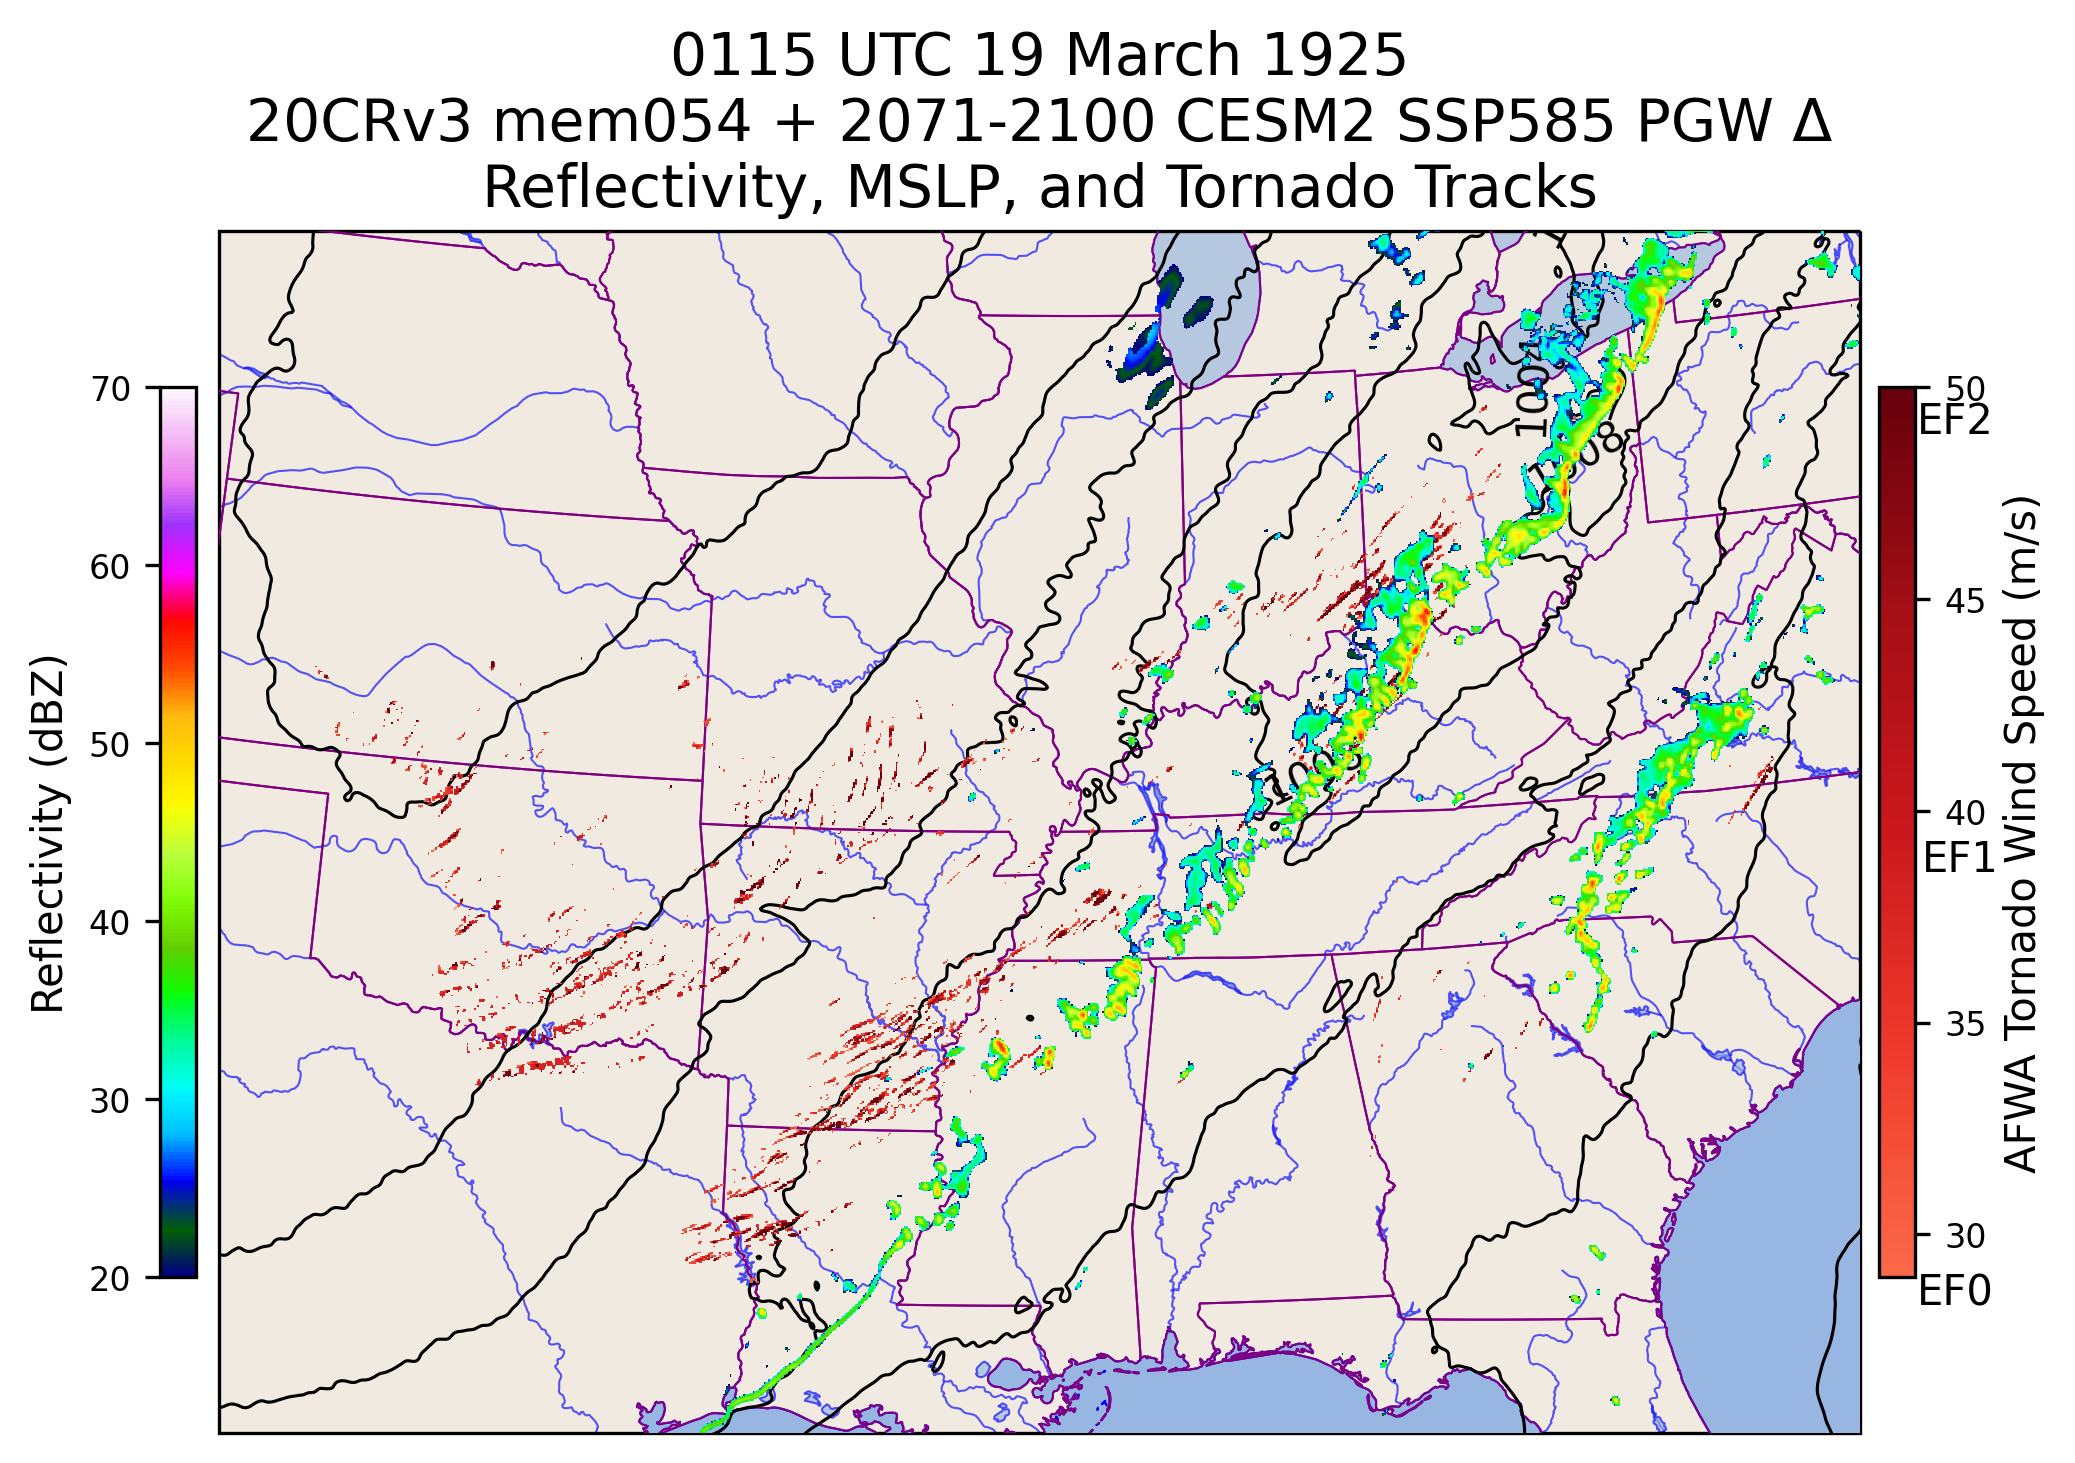 0115 UTC 19 March 1925
20CRv3 mem054 + 2071-2100 CESM2 SSP585 PGW Δ
Reflectivity, MSLP, and Tornado Tracks
70
60
50
40
30
20
Reflectivity (dBZ)
1008
50
EF2
45
40
EF1
35
30
EF0
AFWA Tornado Wind Speed (m/s)